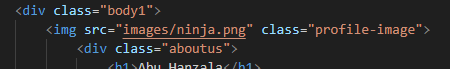 <div class="body1">
<img src="images/ninja.png" class="profile-image">
<div class="aboutus">
<h1>Abu Hanzala</h1>